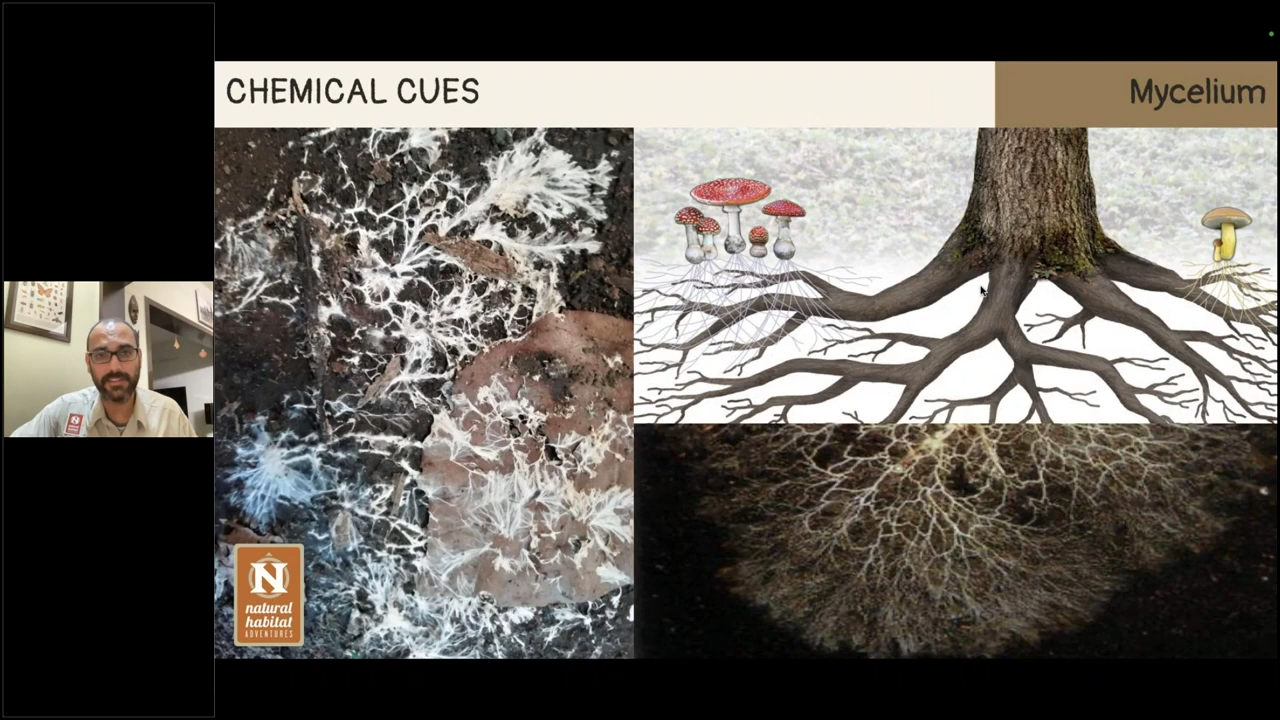 CHEMICAL CUES
Mycelium
N
natural
habitat
ADVENTURES
N